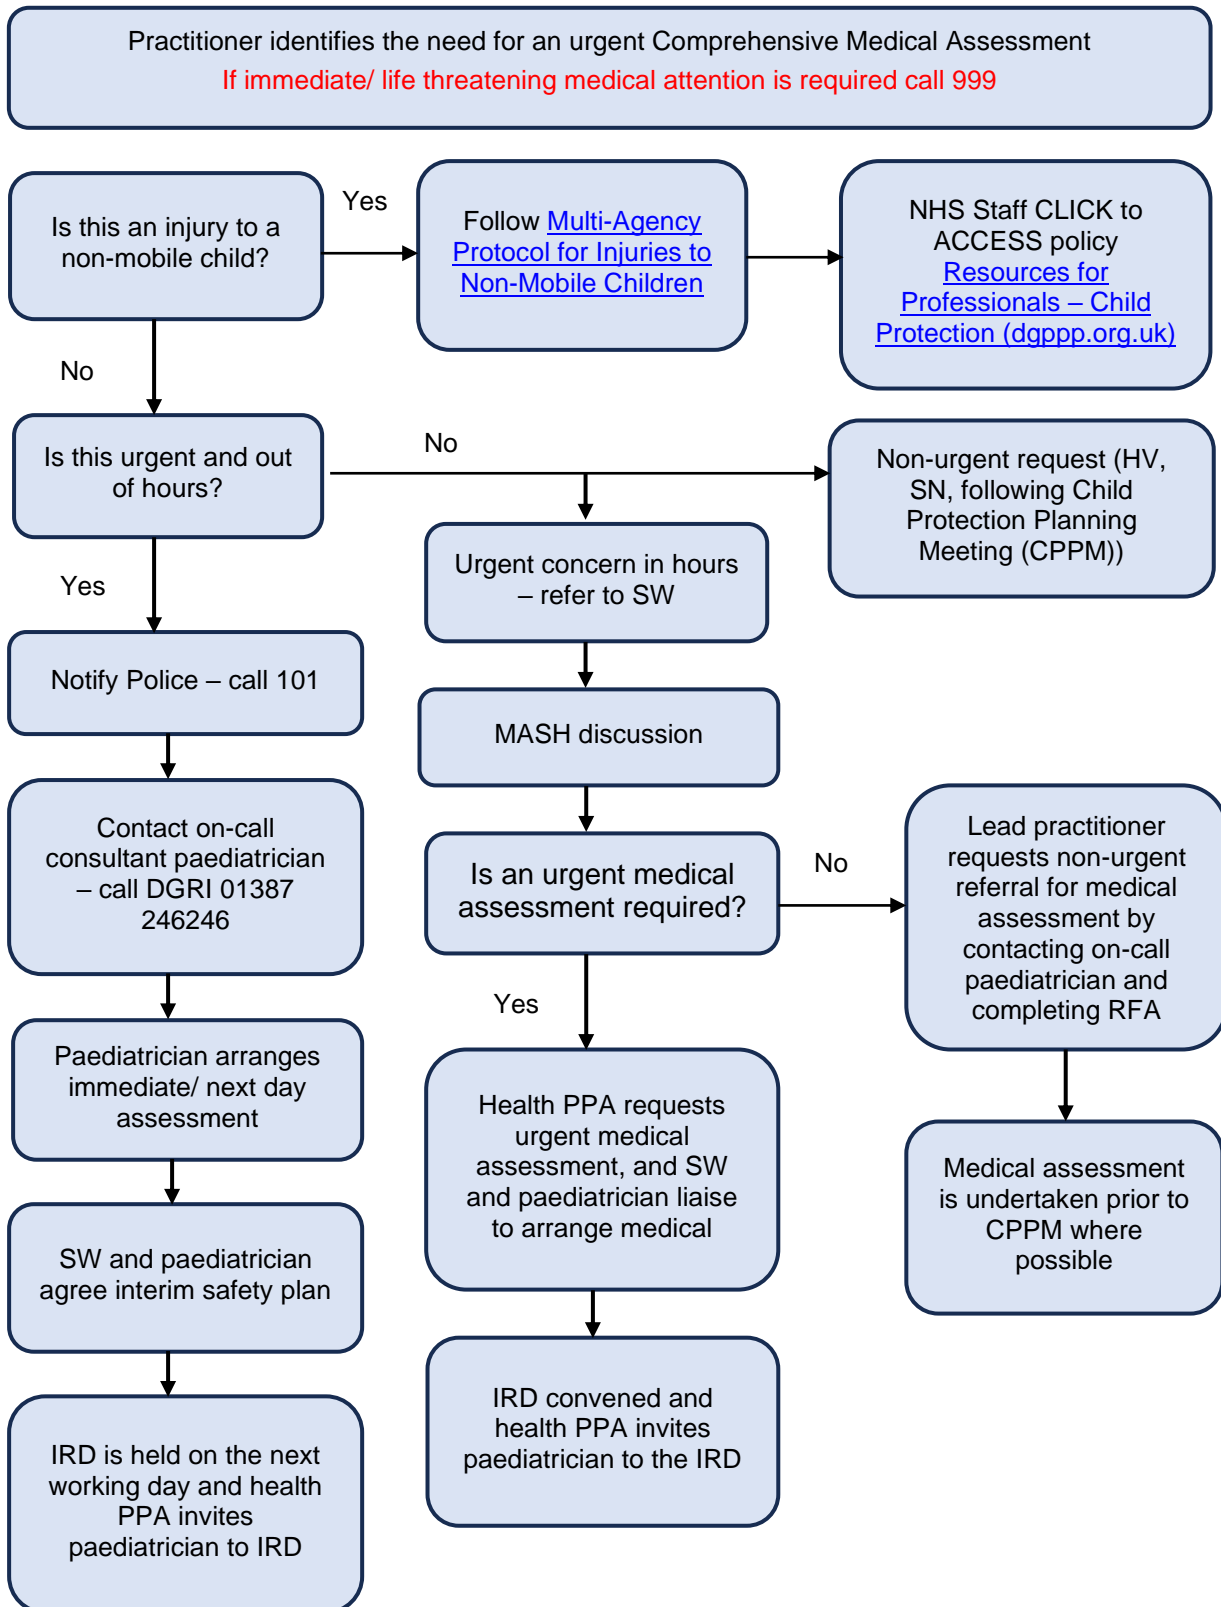 Practitioner identifies the need for an urgent Comprehensive Medical Assessment
If immediate/ life threatening medical attention is required call 999
Is this an injury to a
non-mobile child?
Yes
Follow Multi-Agency
Protocol for Injuries to
Non-Mobile Children
NHS Staff CLICK to
ACCESS policy
Resources for
Professionals – Child
Protection (dgppp.org.uk)
No
Is this urgent and out
of hours?
No
Non-urgent request (HV,
SN, following Child
Protection Planning
Meeting (CPPM))
Urgent concern in hours
– refer to SW
Yes
Notify Police – call 101
MASH discussion
Contact on-call
consultant paediatrician
– call DGRI 01387
246246
Is an urgent medical
assessment required?
No
Lead practitioner
requests non-urgent
referral for medical
assessment by
contacting on-call
paediatrician and
completing RFA
Yes
Paediatrician arranges
immediate/ next day
assessment
Health PPA requests
urgent medical
assessment, and SW
and paediatrician liaise
to arrange medical
Medical assessment
is undertaken prior to
CPPM where
possible
SW and paediatrician
agree interim safety plan
IRD convened and
health PPA invites
paediatrician to the IRD
IRD is held on the next
working day and health
PPA invites
paediatrician to IRD